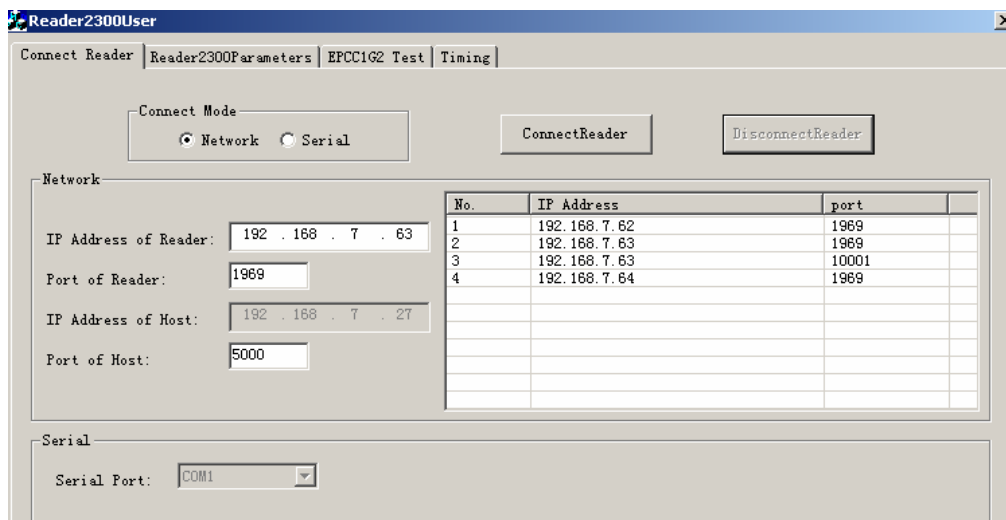 Reader2300User
Connect Reader Reader2300Parameters EPCC1G2 Test Timing
Connect Mode
Network Serial
ConnectReader DisconnectReader
Network
No. IP Address port
1 192.168.7.62 1969
2 192.168.7.63 1969
3 192.168.7.63 10001
4 192.168.7.64 1969
IP Address of Reader: 192 . 168 . 7 . 63
Port of Reader: 1969
IP Address of Host: 192 . 168 . 7 . 27
Port of Host: 5000
Serial
Serial Port: COM1